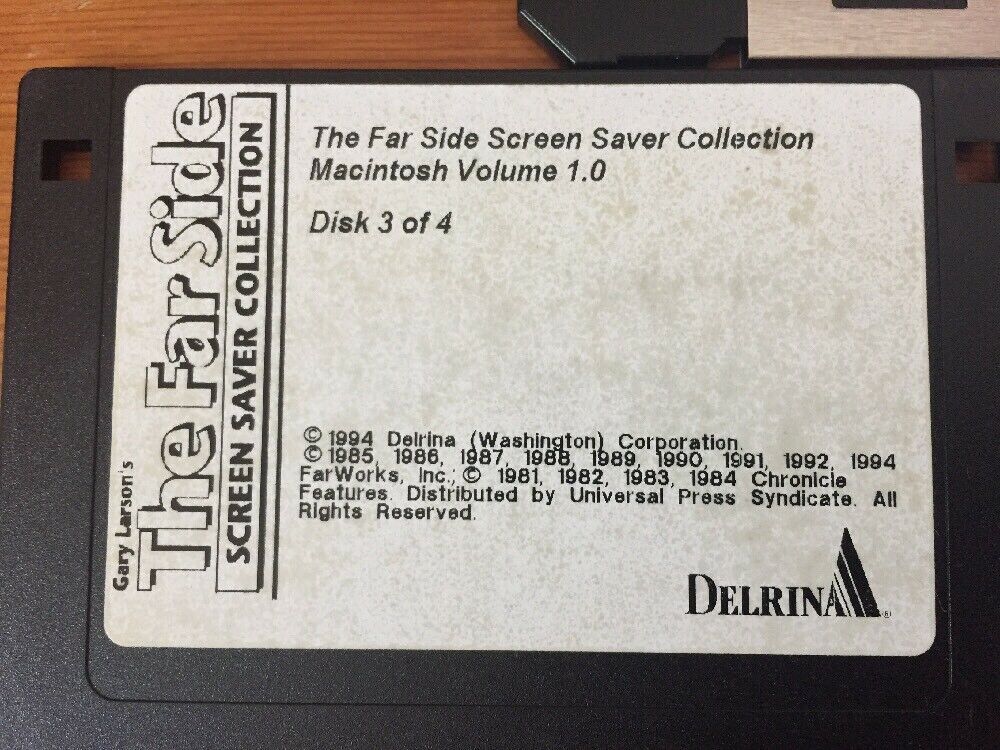 Gary Larson's
The Far Side
SCREEN SAVER COLLECTION
The Far Side Screen Saver Collection
Macintosh Volume 1.0
Disk 3 of 4
© 1994 Delrina (Washington) Corporation.
© 1985, 1986, 1987, 1988, 1989, 1990, 1991, 1992, 1994
FarWorks, Inc.; © 1981, 1982, 1983, 1984 Chronicle
Features. Distributed by Universal Press Syndicate. All
Rights Reserved.
DELRINA®